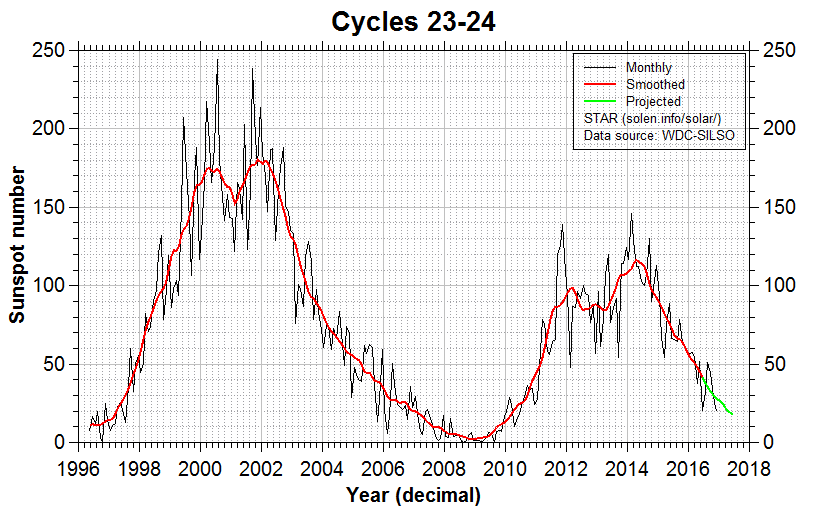 Cycles 23-24
250 250
Monthly
Smoothed
Projected
STAR (solen.info/solar/)
Data source: WDC-SILSO
200 200
150 150
100 100
50 50
0 0
Sunspot number
1996 1998 2000 2002 2004 2006 2008 2010 2012 2014 2016 2018
Year (decimal)